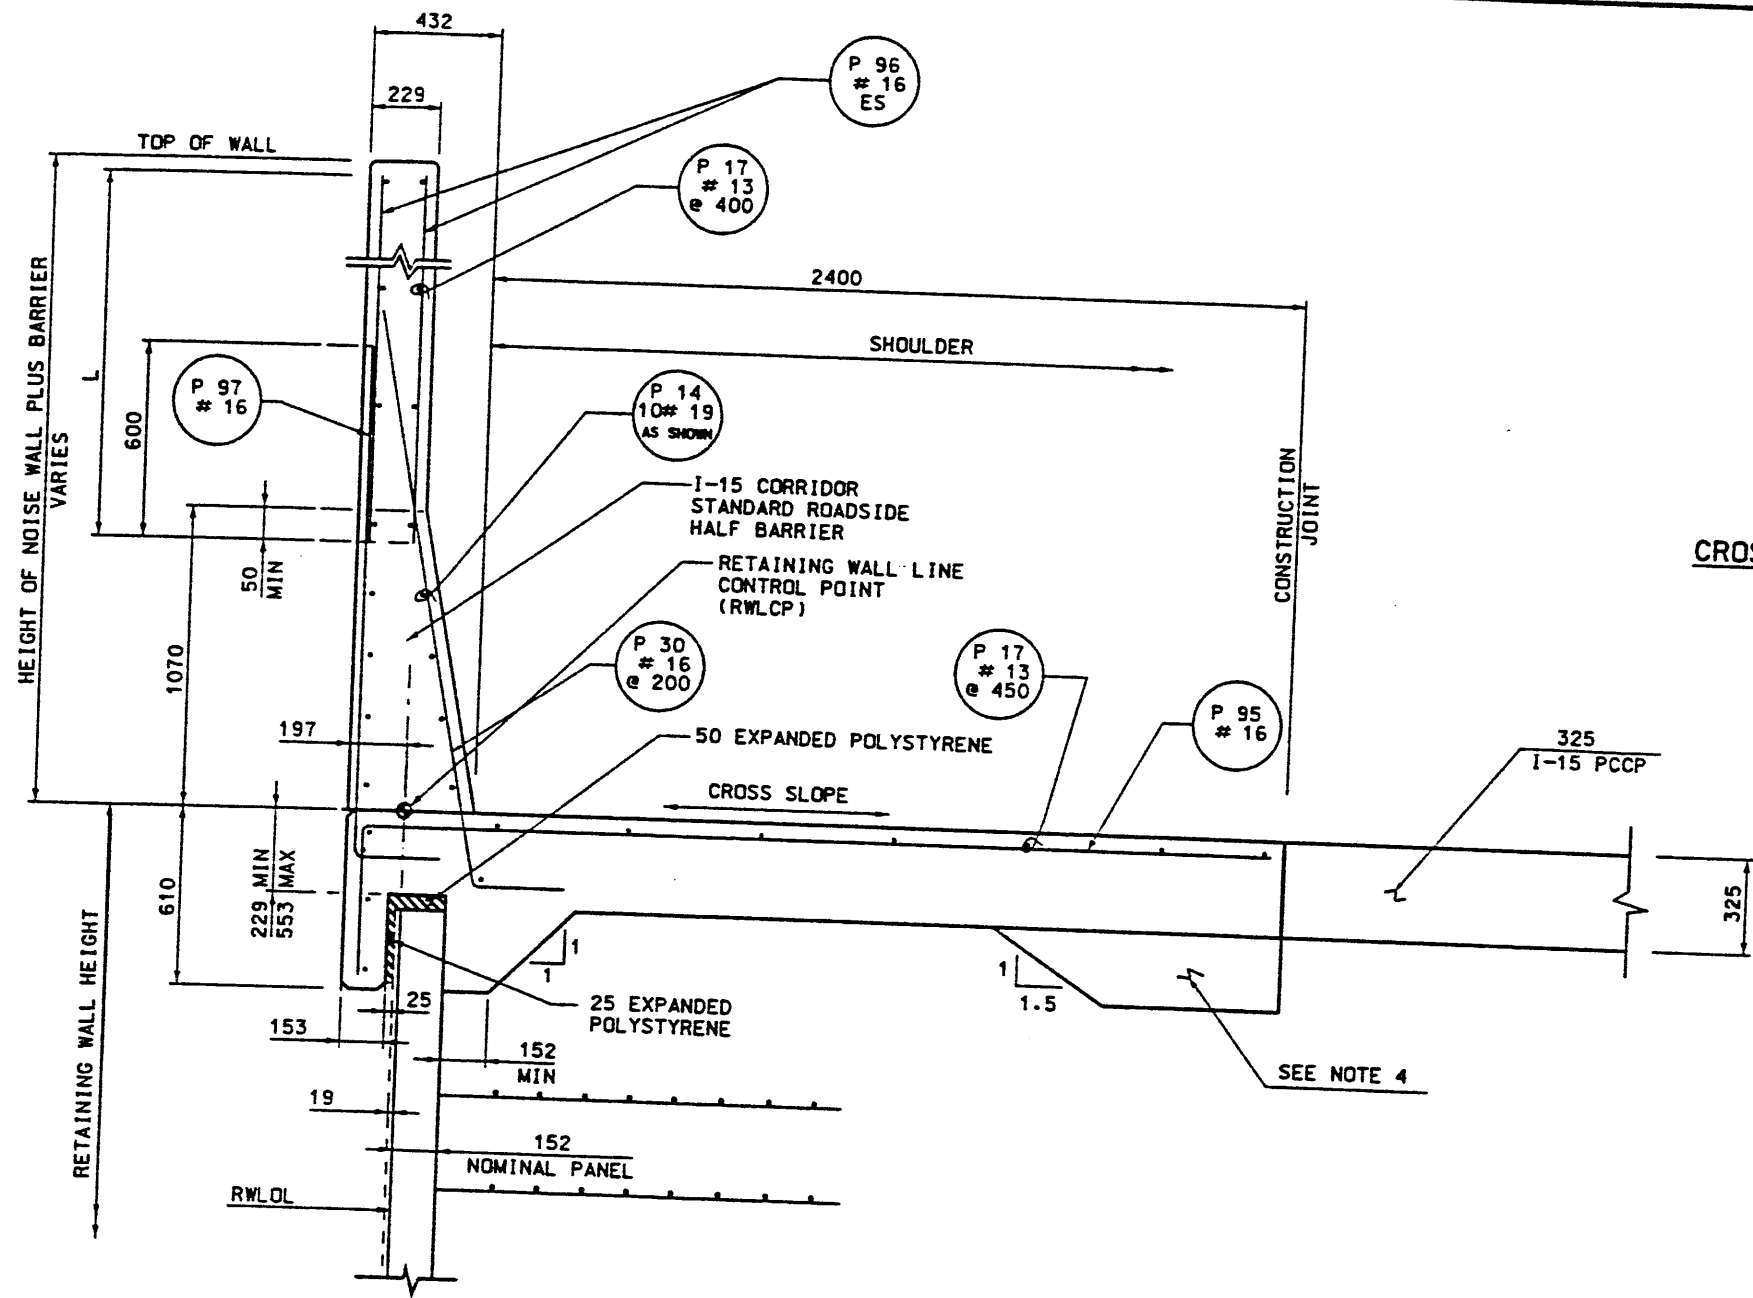 432
P 96
# 16
ES
229
TOP OF WALL
P 17
# 13
@ 400
2400
SHOULDER
HEIGHT OF NOISE WALL PLUS BARRIER
VARIES
L
600
P 97
# 16
P 14
10# 19
AS SHOWN
I-15 CORRIDOR
STANDARD ROADSIDE
HALF BARRIER
CONSTRUCTION
JOINT
50
MIN
RETAINING WALL LINE
CONTROL POINT
(RWLCP)
CROS
1070
P 30
# 16
@ 200
P 17
# 13
@ 450
P 95
# 16
197
50 EXPANDED POLYSTYRENE
325
I-15 PCCP
CROSS SLOPE
610
229 MIN
553 MAX
325
1
1
1
1.5
RETAINING WALL HEIGHT
25
25 EXPANDED
POLYSTYRENE
153
152
MIN
SEE NOTE 4
19
152
NOMINAL PANEL
RWLOL